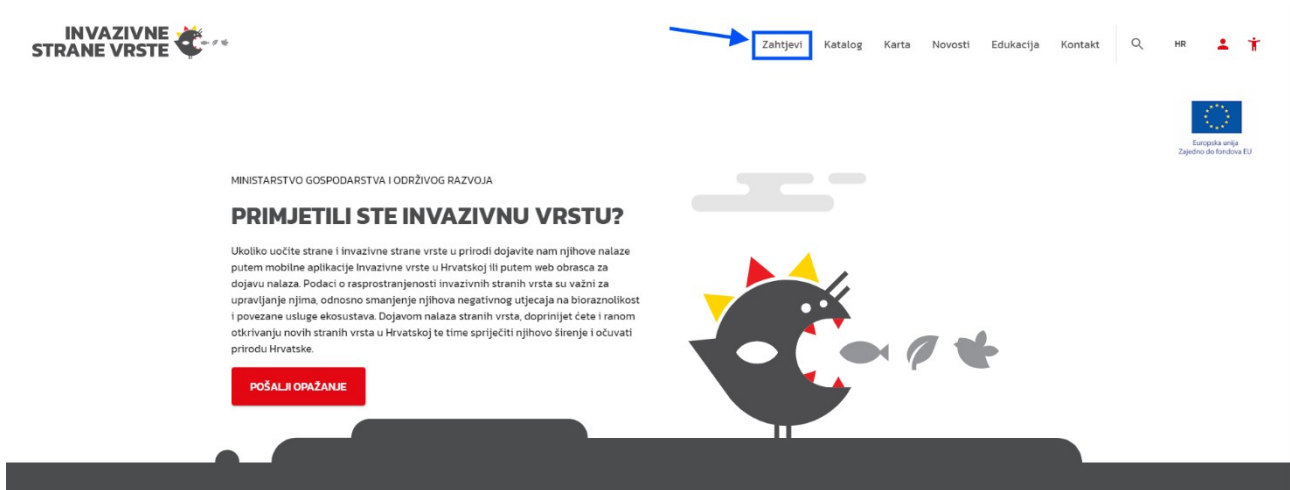 INVAZIVNE
STRANE VRSTE
Zahtjevi Katalog Karta Novosti Edukacija Kontakt HR
Europska unija
Zajedno do fondova EU
MINISTARSTVO GOSPODARSTVA I ODRŽIVOG RAZVOJA
PRIMJETILI STE INVAZIVNU VRSTU?
Ukoliko uočite strane i invazivne strane vrste u prirodi dojavite nam njihove nalaze
putem mobilne aplikacije Invazivne vrste u Hrvatskoj ili putem web obrasca za
dojavu nalaza. Podaci o rasprostranjenosti invazivnih stranih vrsta su važni za
upravljanje njima, odnosno smanjenje njihova negativnog utjecaja na bioraznolikost
i povezane usluge ekosustava. Dojavom nalaza stranih vrsta, doprinijet ćete i ranom
otkrivanju novih stranih vrsta u Hrvatskoj te time spriječiti njihovo širenje i očuvati
prirodu Hrvatske.
POŠALJI OPAŽANJE